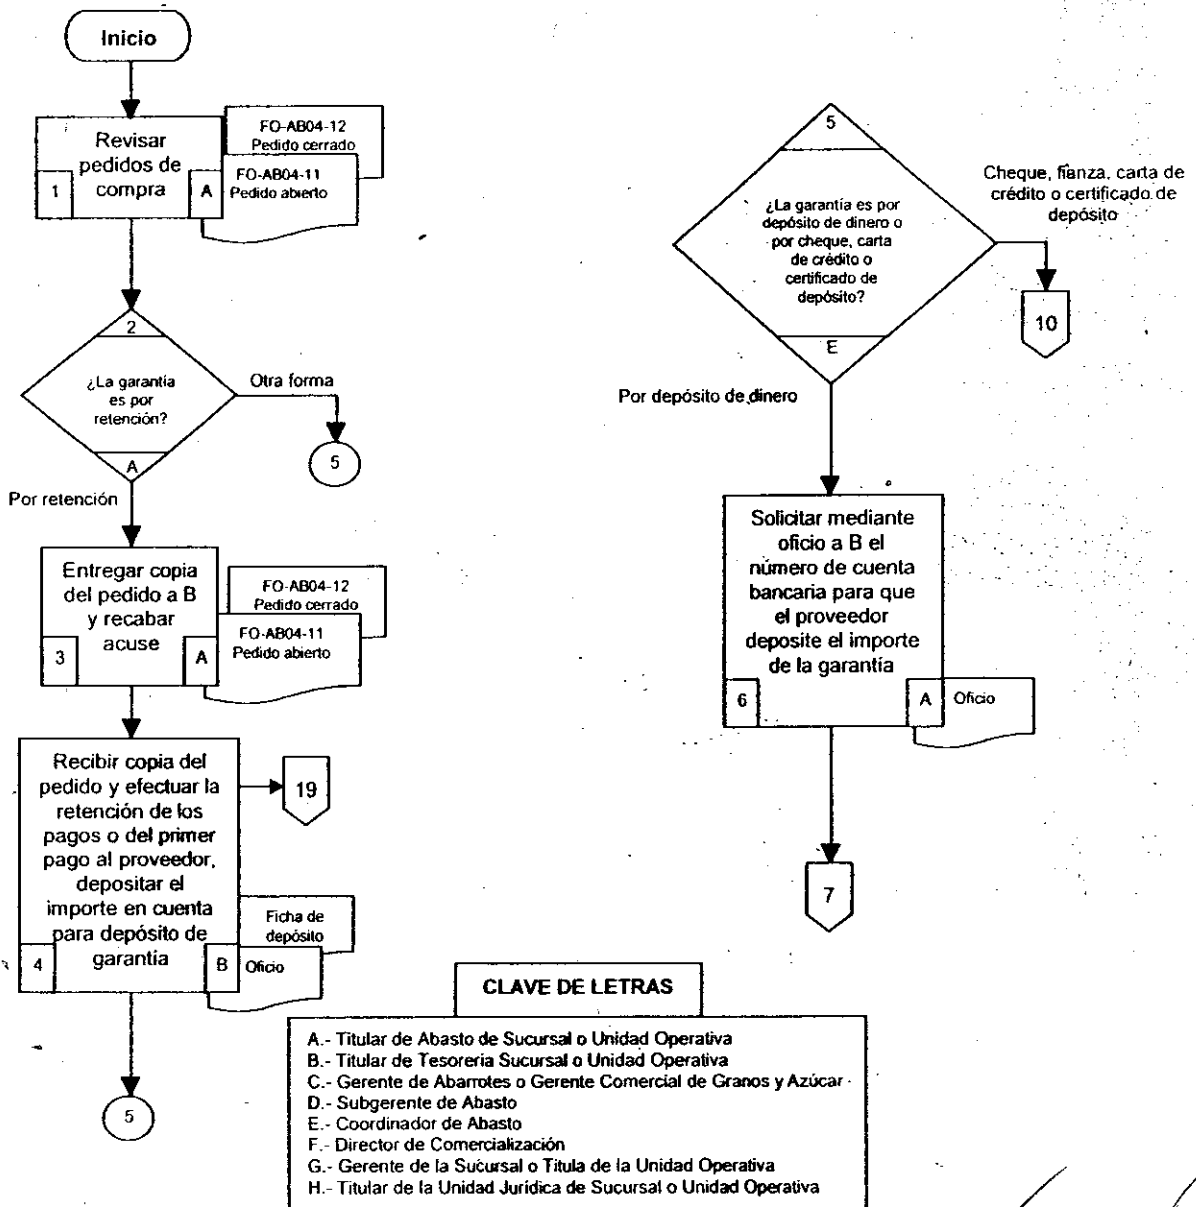 Inicio
Revisar
pedidos de
compra
1
A
FO-AB04-12
Pedido cerrado
FO-AB04-11
Pedido abierto
2
¿La garantía
es por
retención?
A
Otra forma
5
Por retención
Entregar copia
del pedido a B
y recabar
acuse
3
A
FO-AB04-12
Pedido cerrado
FO-AB04-11
Pedido abierto
Recibir copia del
pedido y efectuar la
retención de los
pagos o del primer
pago al proveedor,
depositar el
importe en cuenta
para depósito de
garantía
4
B
19
Ficha de
depósito
Oficio
5
5
¿La garantía es por
depósito de dinero o
por cheque, carta
de crédito o
certificado de
depósito?
E
Cheque, fianza, carta de
crédito o certificado de
depósito
10
Por depósito de dinero
Solicitar mediante
oficio a B el
número de cuenta
bancaria para que
el proveedor
deposite el importe
de la garantía
6
A
Oficio
7
CLAVE DE LETRAS
A.- Titular de Abasto de Sucursal o Unidad Operativa
B.- Titular de Tesoreria Sucursal o Unidad Operativa
C.- Gerente de Abarrotes o Gerente Comercial de Granos y Azúcar
D.- Subgerente de Abasto
E.- Coordinador de Abasto
F.- Director de Comercialización
G.- Gerente de la Sucursal o Titula de la Unidad Operativa
H.- Titular de la Unidad Jurídica de Sucursal o Unidad Operativa